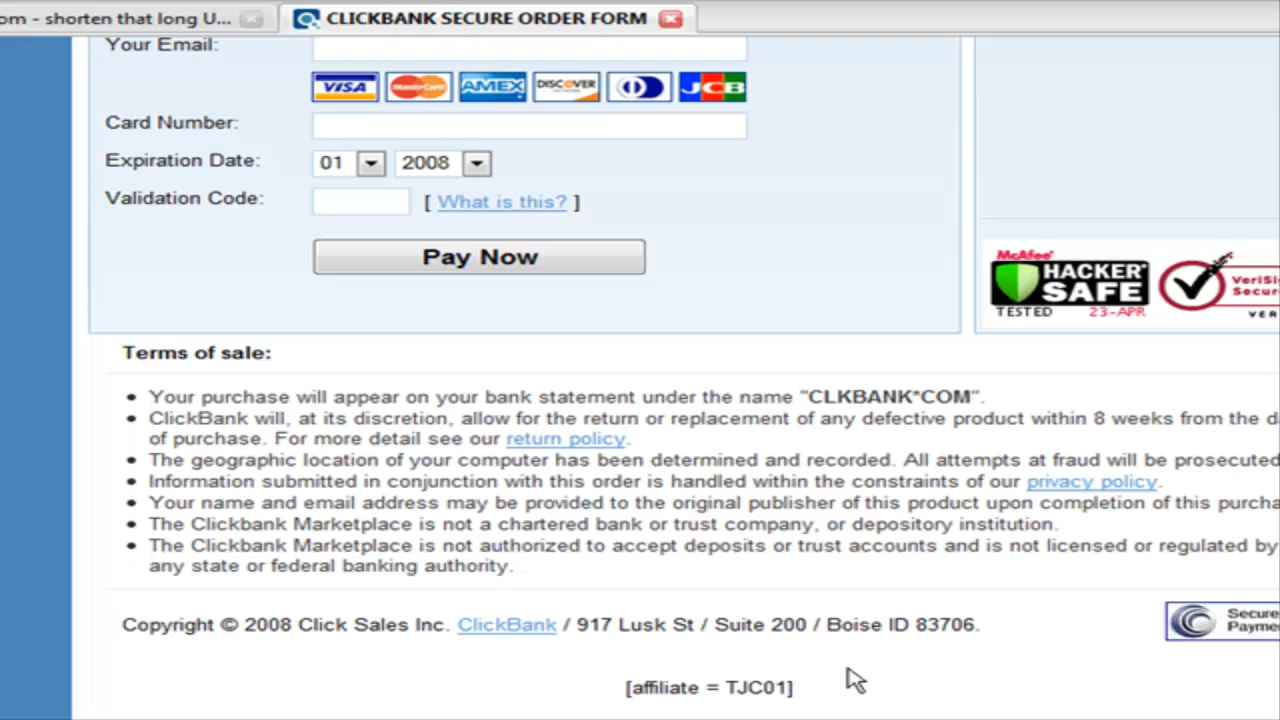 om - shorten that long U...
CLICKBANK SECURE ORDER FORM
Your Email:
VISA MasterCard AMEX DISCOVER JCB
Card Number:
Expiration Date: 01 2008
Validation Code: [ What is this? ]
Pay Now
McAfee
HACKER
SAFE
TESTED 23-APR
VeriSi
Secur
VER
Terms of sale:
• Your purchase will appear on your bank statement under the name "CLKBANK*COM".
• ClickBank will, at its discretion, allow for the return or replacement of any defective product within 8 weeks from the d
of purchase. For more detail see our return policy.
• The geographic location of your computer has been determined and recorded. All attempts at fraud will be prosecuted
• Information submitted in conjunction with this order is handled within the constraints of our privacy policy.
• Your name and email address may be provided to the original publisher of this product upon completion of this purcha
• The Clickbank Marketplace is not a chartered bank or trust company, or depository institution.
• The Clickbank Marketplace is not authorized to accept deposits or trust accounts and is not licensed or regulated by
any state or federal banking authority.
Copyright © 2008 Click Sales Inc. ClickBank / 917 Lusk St / Suite 200 / Boise ID 83706.
Secure
Payme
[affiliate = TJC01]